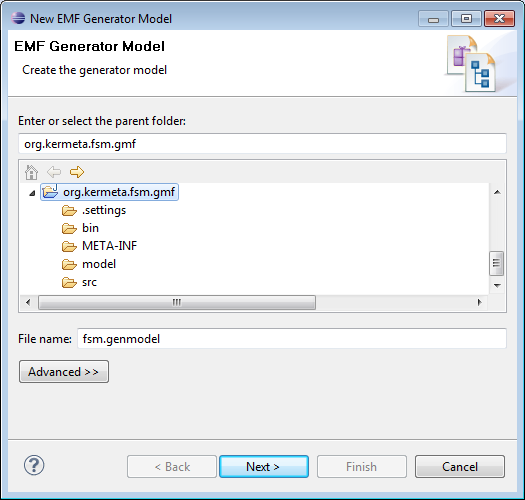 New EMF Generator Model
EMF Generator Model
Create the generator model
Enter or select the parent folder:
org.kermeta.fsm.gmf
org.kermeta.fsm.gmf
.settings
bin
META-INF
model
src
File name: fsm.genmodel
Advanced >>
? < Back Next > Finish Cancel